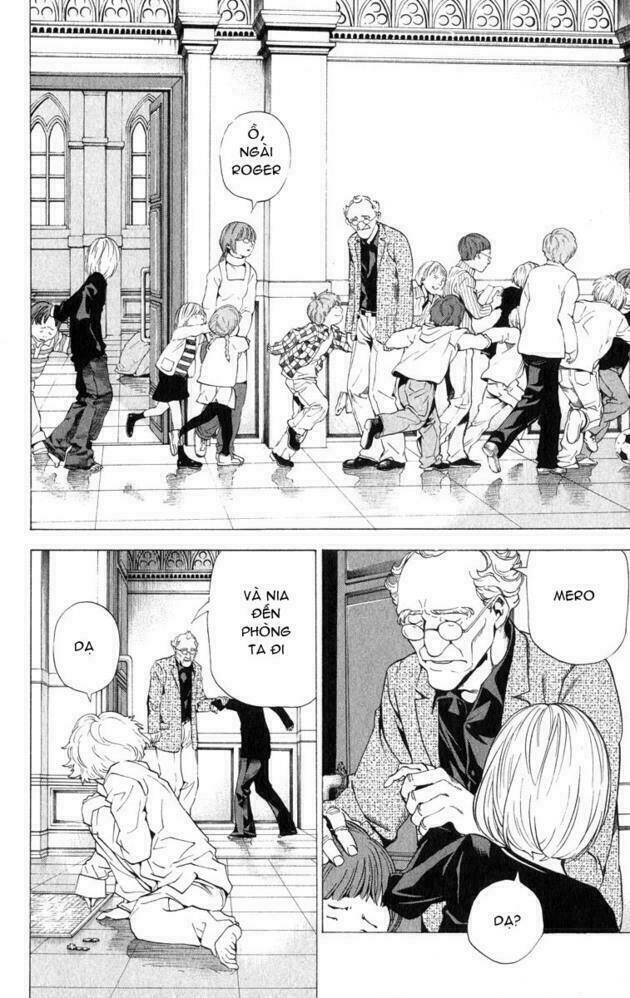 Ồ,
NGÀI
ROGER
MERO
DẠ?
VÀ NIA
ĐẾN
PHÒNG
TA ĐI
DẠ